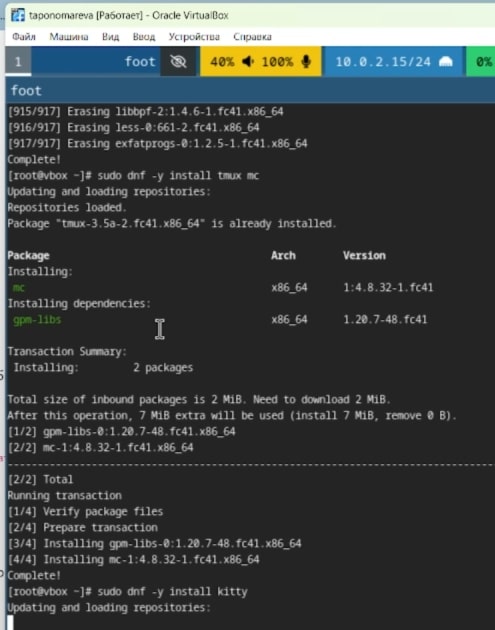 taponomareva [Работает] - Oracle VirtualBox
Файл Машина Вид Ввод Устройства Справка
1 foot 40% 100% 10.0.2.15/24 0%
foot
[915/917] Erasing libbpf-2:1.4.6-1.fc41.x86_64
[916/917] Erasing less-0:661-2.fc41.x86_64
[917/917] Erasing exfatprogs-0:1.2.5-1.fc41.x86_64
Complete!
[root@vbox ~]# sudo dnf -y install tmux mc
Updating and loading repositories:
Repositories loaded.
Package "tmux-3.5a-2.fc41.x86_64" is already installed.
Package Arch Version
Installing:
mc x86_64 1:4.8.32-1.fc41
Installing dependencies:
gpm-libs x86_64 1.20.7-48.fc41
Transaction Summary:
Installing: 2 packages
Total size of inbound packages is 2 MiB. Need to download 2 MiB.
After this operation, 7 MiB extra will be used (install 7 MiB, remove 0 B).
[1/2] gpm-libs-0:1.20.7-48.fc41.x86_64
[2/2] mc-1:4.8.32-1.fc41.x86_64
--------------------------------------------------------------------------------
[2/2] Total
Running transaction
[1/4] Verify package files
[2/4] Prepare transaction
[3/4] Installing gpm-libs-0:1.20.7-48.fc41.x86_64
[4/4] Installing mc-1:4.8.32-1.fc41.x86_64
Complete!
[root@vbox ~]# sudo dnf -y install kitty
Updating and loading repositories: